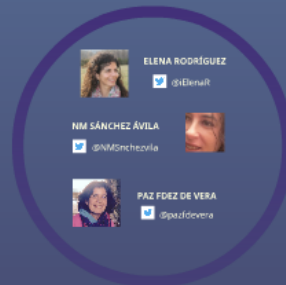 ELENA RODRÍGUEZ
@iElenaR
NM SÁNCHEZ ÁVILA
@NMSnchezvila
PAZ FDEZ DE VERA
@pazfdevera